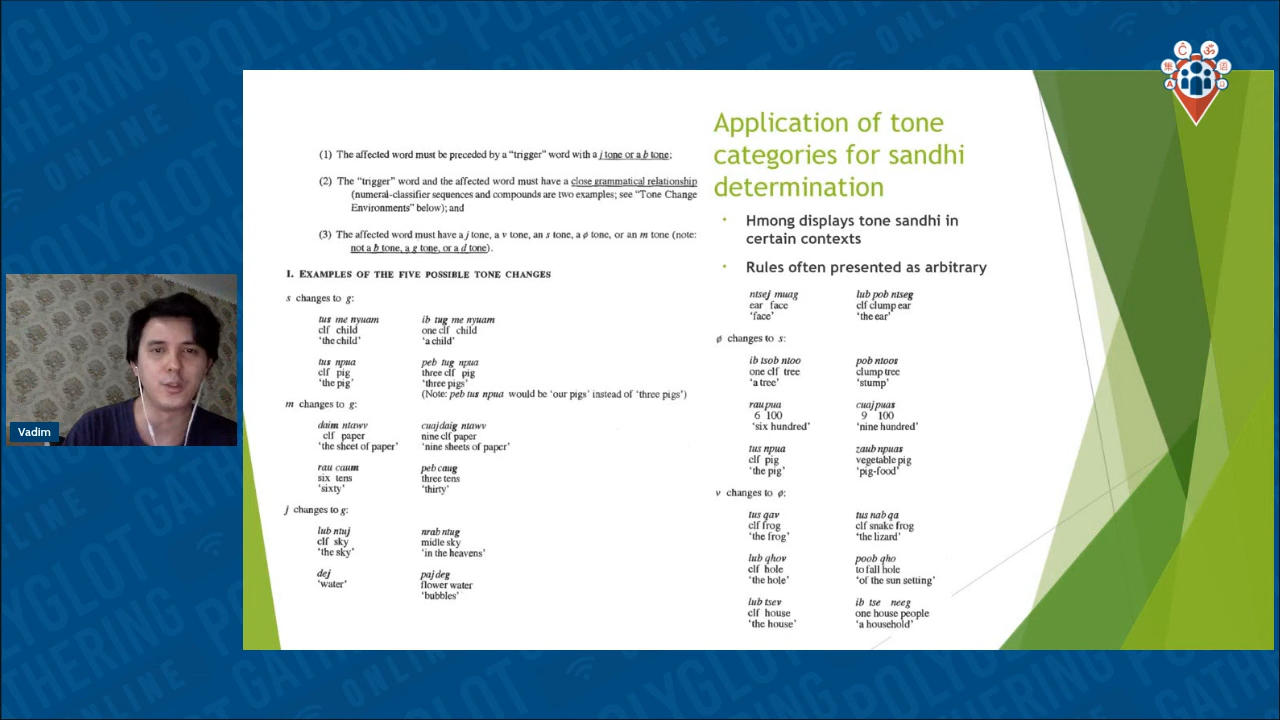 Application of tone
categories for sandhi
determination
Hmong displays tone sandhi in
certain contexts
Rules often presented as arbitrary
(1) The affected word must be preceded by a "trigger" word with a j tone or a b tone;
(2) The "trigger" word and the affected word must have a close grammatical relationship
(numeral-classifier sequences and compounds are two examples; see "Tone Change
Environments" below); and
(3) The affected word must have a j tone, a v tone, an s tone, a ø tone, or an m tone (note:
not a b tone, a g tone, or a d tone).
I. EXAMPLES OF THE FIVE POSSIBLE TONE CHANGES
s changes to g:
tus me nyuam ib tug me nyuam
clf child one clf child
'the child' 'a child'
tus npua peb tug npua
clf pig three clf pig
'the pig' 'three pigs'
(Note: peb tus npua would be 'our pigs' instead of 'three pigs')
m changes to g:
daim ntawv cuaj daig ntawv
clf paper nine clf paper
'the sheet of paper' 'nine sheets of paper'
rau caum peb caug
six tens three tens
'sixty' 'thirty'
j changes to g:
lub ntuj nrab ntug
clf sky midle sky
'the sky' 'in the heavens'
dej paj deg
'water' flower water
'bubbles'
ntsej muag lub pob ntseg
ear face clf clump ear
'face' 'the ear'
ø changes to s:
ib tsob ntoo pob ntoos
one clf tree clump tree
'a tree' 'stump'
rau pua cuaj puas
6 100 9 100
'six hundred' 'nine hundred'
tus npua zaub npuas
clf pig vegetable pig
'the pig' 'pig-food'
v changes to ø:
tus qav tus nab qa
clf frog clf snake frog
'the frog' 'the lizard'
lub qhov poob qho
clf hole to fall hole
'the hole' 'of the sun setting'
lub tsev ib tse neeg
clf house one house people
'the house' 'a household'
Vadim